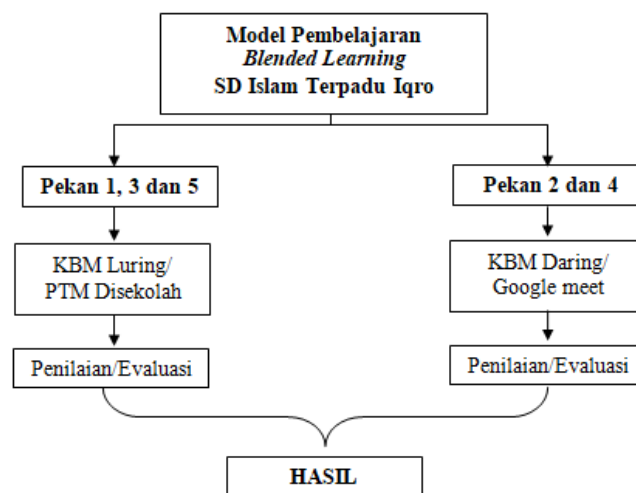 Model Pembelajaran
Blended Learning
SD Islam Terpadu Iqro
Pekan 1, 3 dan 5
KBM Luring/
PTM Disekolah
Penilaian/Evaluasi
Pekan 2 dan 4
KBM Daring/
Google meet
Penilaian/Evaluasi
HASIL